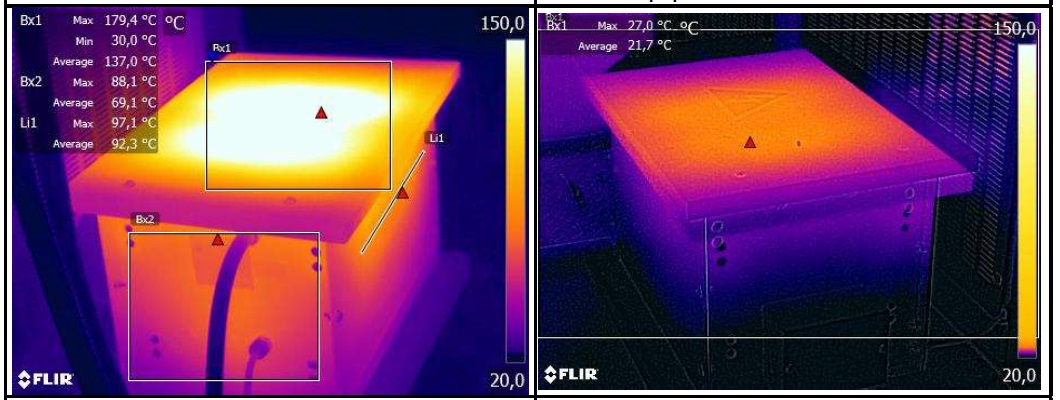 Bx1 Max 179,4 °C °C
Min 30,0 °C
Average 137,0 °C
Bx2 Max 88,1 °C
Average 69,1 °C
Li1 Max 97,1 °C
Average 92,3 °C
150,0
Bx1
Li1
Bx2
FLIR
20,0
Bx1
Bx1 Max 27,0 °C °C
Average 21,7 °C
150,0
FLIR
20,0